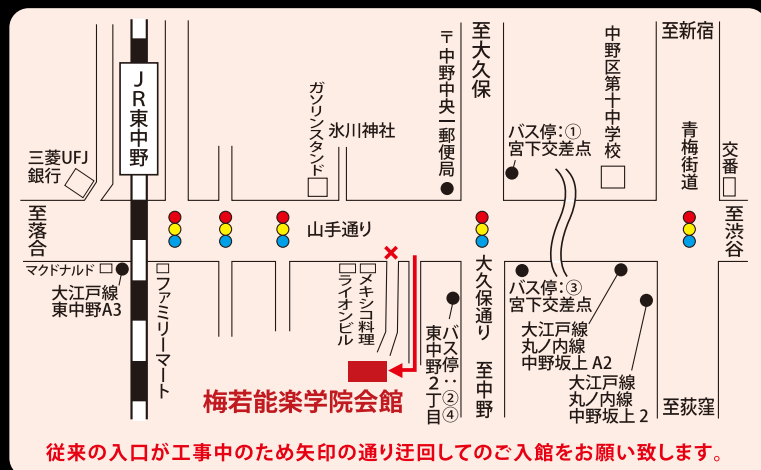 至新宿
至大久保
〒中野中央一郵便局
中野区第十中学校
JR東中野
ガソリンスタンド
氷川神社
バス停：①
宮下交差点
青梅街道
交番
三菱UFJ
銀行
至落合
山手通り
至渋谷
マクドナルド
大江戸線
東中野A3
ファミリーマート
ライオンビル
メキシコ料理
大久保通り
至中野
バス停：②④
東中野2丁目
バス停：③
宮下交差点
大江戸線
丸ノ内線
中野坂上 A2
大江戸線
丸ノ内線
中野坂上 2
至荻窪
梅若能楽学院会館
従来の入口が工事中のため矢印の通り迂回してのご入館をお願い致します。